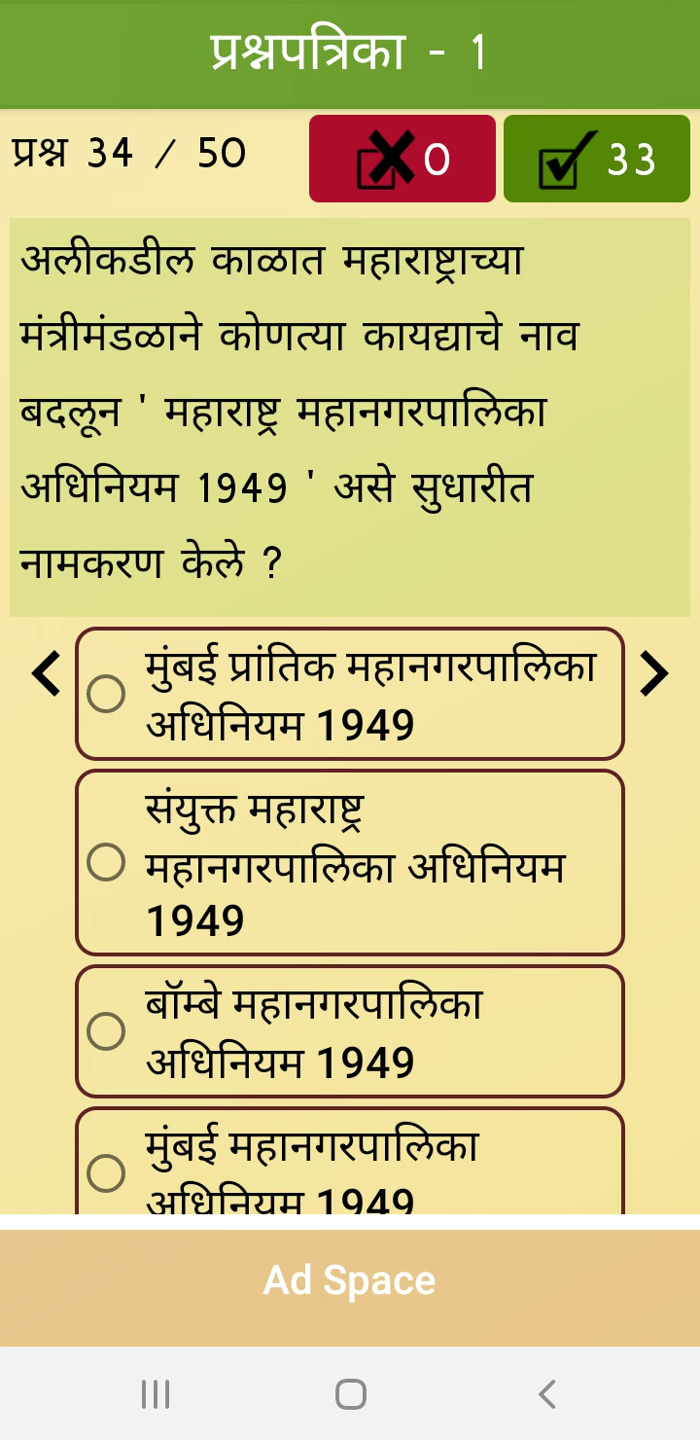 प्रश्नपत्रिका - 1
प्रश्न 34 / 50
0
33
अलीकडील काळात महाराष्ट्राच्या
मंत्रीमंडळाने कोणत्या कायद्याचे नाव
बदलून ' महाराष्ट्र महानगरपालिका
अधिनियम 1949 ' असे सुधारीत
नामकरण केले ?
मुंबई प्रांतिक महानगरपालिका
अधिनियम 1949
संयुक्त महाराष्ट्र
महानगरपालिका अधिनियम
1949
बॉम्बे महानगरपालिका
अधिनियम 1949
मुंबई महानगरपालिका
अधिनियम 1949
Ad Space